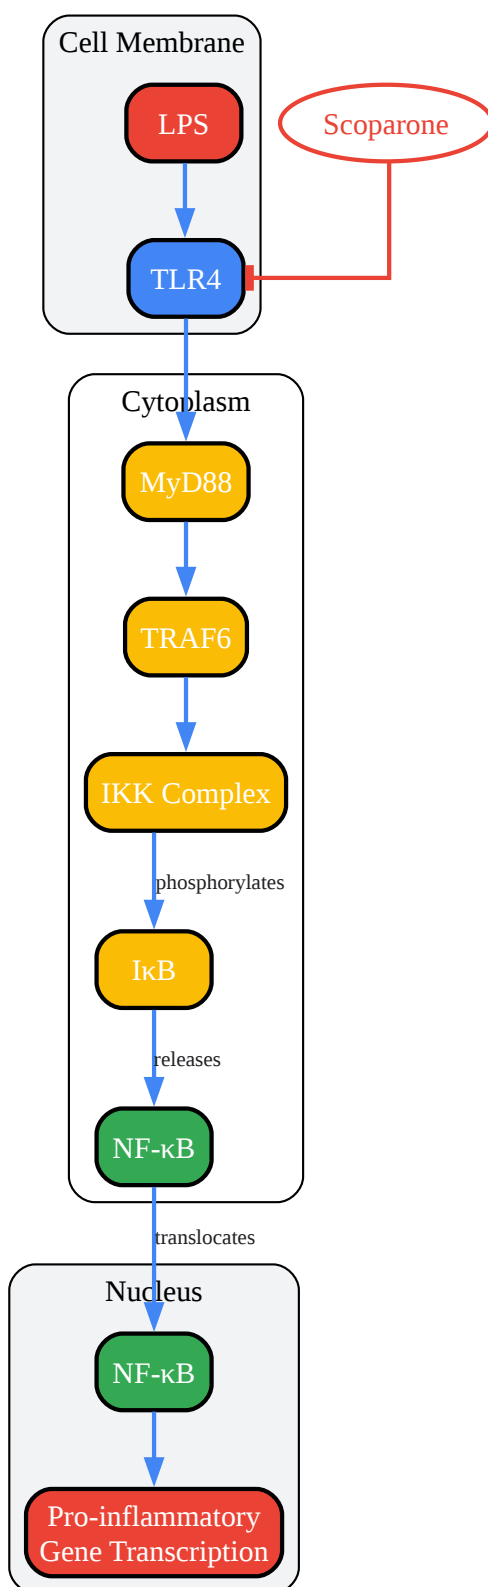 Cell Membrane
LPS
Scoparone
TLR4
Cytoplasm
MyD88
TRAF6
IKK Complex
phosphorylates
IκB
releases
NF-κB
translocates
Nucleus
NF-κB
Pro-inflammatory
Gene Transcription